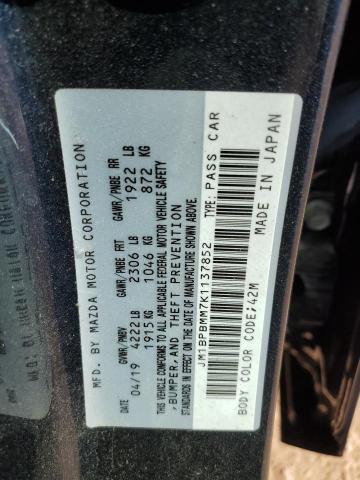 MFD. BY MAZDA MOTOR CORPORATION
DATE GVWR/PNBV GAWR/PNBE FRT GAWR/PNBE RR
04/19 4222 LB 2306 LB 1922 LB
1915 KG 1046 KG 872 KG
THIS VEHICLE CONFORMS TO ALL APPLICABLE FEDERAL MOTOR VEHICLE SAFETY
,BUMPER,AND THEFT PREVENTION
STANDARDS IN EFFECT ON THE DATE OF MANUFACTURE SHOWN ABOVE.
JM1BPBMM7K1137852 TYPE: PASS CAR
BODY COLOR CODE;42M MADE IN JAPAN